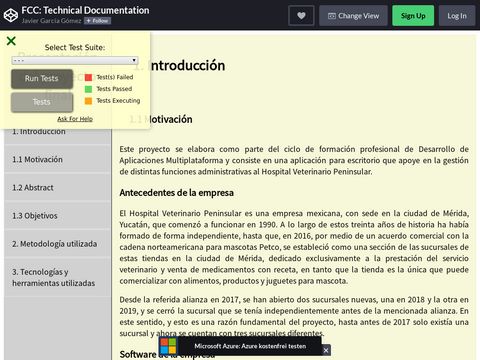 FCC: Technical Documentation
Javier García Gómez
+ Follow
Change View
Sign Up
Log In
Select Test Suite:
- - -
Run Tests
Test(s) Failed
Tests Passed
Tests
Tests Executing
Ask For Help
1. Introducción
1.1 Motivación
1.2 Abstract
1.3 Objetivos
2. Metodología utilizada
3. Tecnologías y
herramientas utilizadas
1. Introducción
1.1 Motivación
Este proyecto se elabora como parte del ciclo de formación profesional de Desarrollo de
Aplicaciones Multiplataforma y consiste en una aplicación para escritorio que apoye en la gestión
de distintas funciones administrativas al Hospital Veterinario Peninsular.
Antecedentes de la empresa
El Hospital Veterinario Peninsular es una empresa mexicana, con sede en la ciudad de Mérida,
Yucatán, que comenzó a funcionar en 1990. A lo largo de estos treinta años de historia ha había
formado de forma independiente, hasta que, en 2016, por medio de un acuerdo comercial con la
cadena norteamericana para mascotas Petco, se estableció como una sección de las sucursales de
estas tiendas en la ciudad de Mérida, dedicado exclusivamente a la prestación del servicio
veterinario y venta de medicamentos con receta, en tanto que la tienda es la única que puede
comercializar con alimentos, productos y juguetes para mascota.
Desde la referida alianza en 2017, se han abierto dos sucursales nuevas, una en 2018 y la otra en
2019, y se cerró la sucursal que se tenía independientemente antes de la mencionada alianza. En
este sentido, y esto es una razón fundamental del proyecto, hasta antes de 2017 solo existía una
sucursal y ahora se cuentan con tres sucursales diferentes.
Software de la empresa
Microsoft Azure: Azure kostenfrei testen